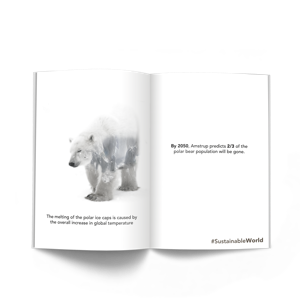 The melting of the polar ice caps is caused by
the overall increase in global temperature
By 2050, Amstrup predicts 2/3 of the
polar bear population will be gone.
#SustainableWorld